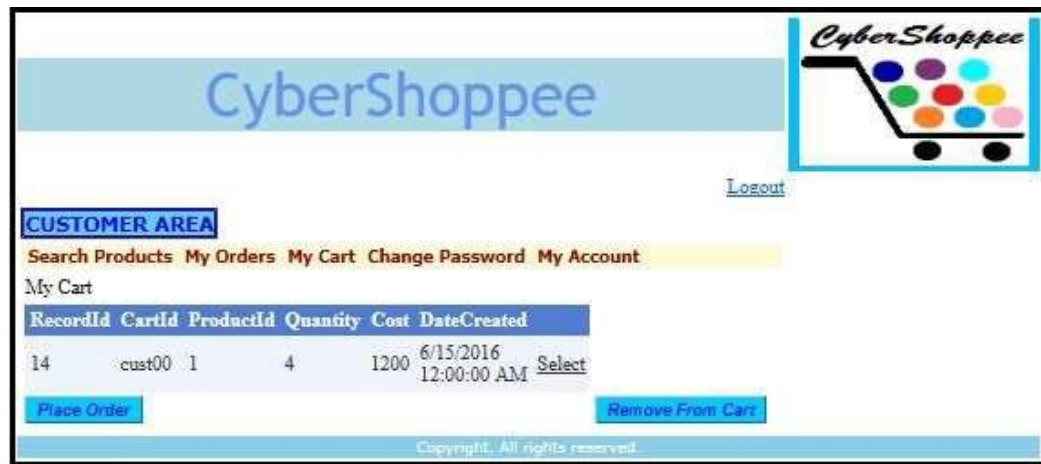 CyberShoppee
CyberShoppee
Logout
CUSTOMER AREA
Search Products My Orders My Cart Change Password My Account
My Cart
RecordId CartId ProductId Quantity Cost DateCreated
14 cust00 1 4 1200 6/15/2016 12:00:00 AM Select
Place Order Remove From Cart
Copyright. All rights reserved.